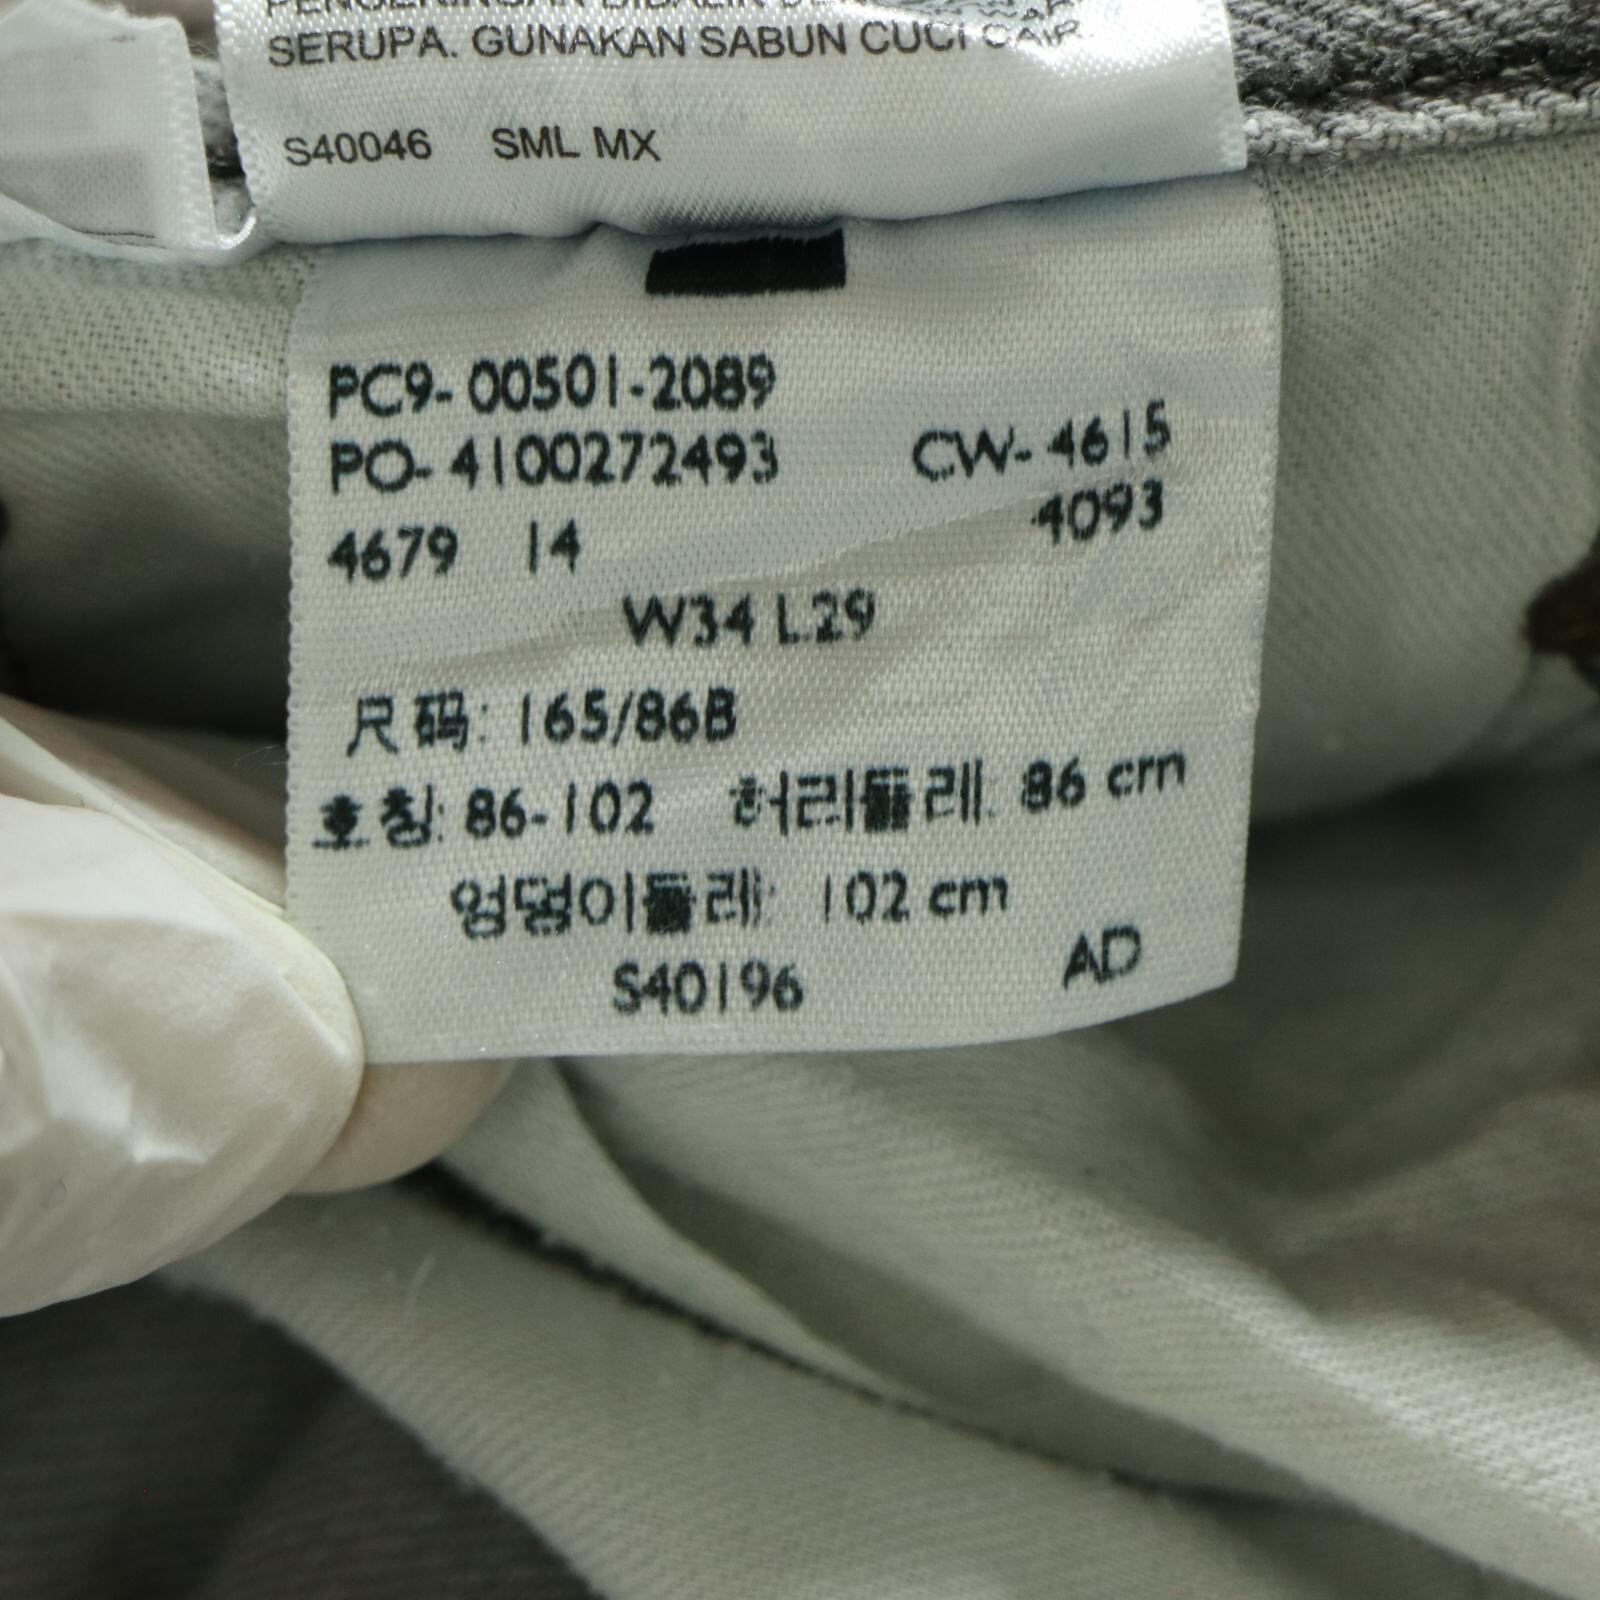 SERUPA. GUNAKAN SABUN CUCI CAIR.
S40046 SML MX
PC9-00501-2089
PO-4100272493 CW-4615
4679 14 4093
W34 L29
尺码: 165/86B
호칭: 86-102 허리둘레: 86 cm
엉덩이둘레: 102 cm
S40196 AD